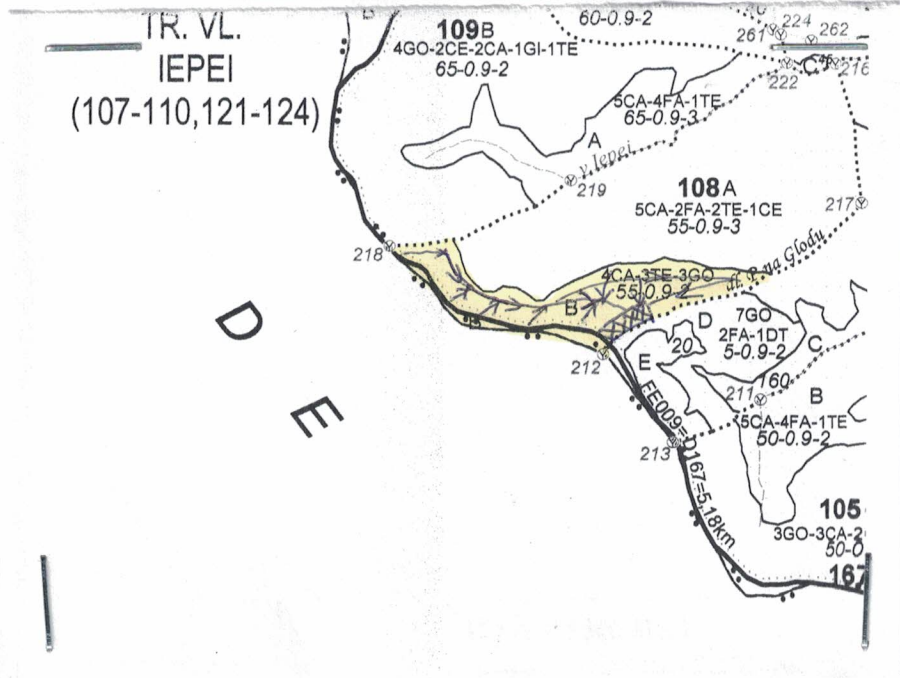 TR. VL.
IEPEI
(107-110,121-124)
109B
4GO-2CE-2CA-1GI-1TE
65-0.9-2
60-0.9-2
261
224
262
222
C
216
5CA-4FA-1TE
65-0.9-3
A
v Iepei
219
108A
5CA-2FA-2TE-1CE
55-0.9-3
217
218
4CA-3TE-3GO
55-0.9-2
B
B
D
E
212
D
20
E
7GO
2FA-1DT
5-0.9-2
C
160
211
B
5CA-4FA-1TE
50-0.9-2
213
FE009=D167=5,18km
105
3GO-3CA-2
50-0
167